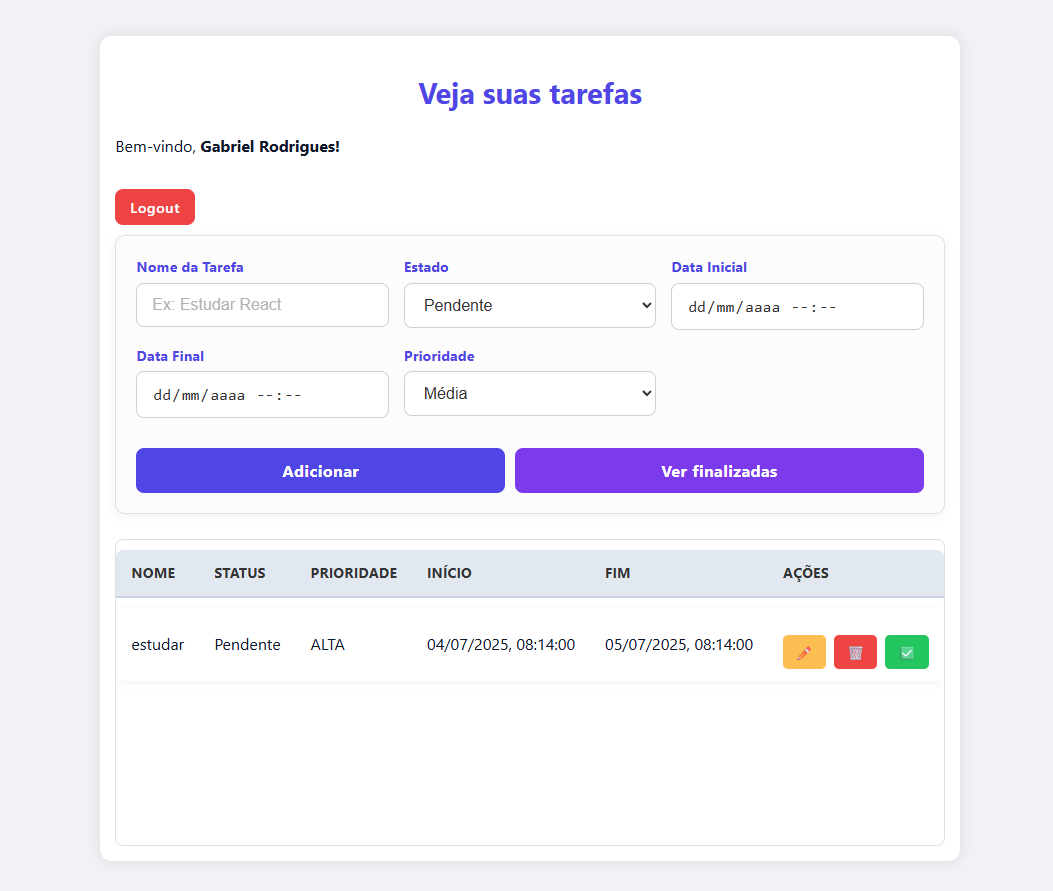 Veja suas tarefas
Bem-vindo, Gabriel Rodrigues!
Logout
Nome da Tarefa Estado Data Inicial
Ex: Estudar React Pendente dd/mm/aaaa --:--
Data Final Prioridade
dd/mm/aaaa --:-- Média
Adicionar Ver finalizadas
NOME STATUS PRIORIDADE INÍCIO FIM AÇÕES
estudar Pendente ALTA 04/07/2025, 08:14:00 05/07/2025, 08:14:00